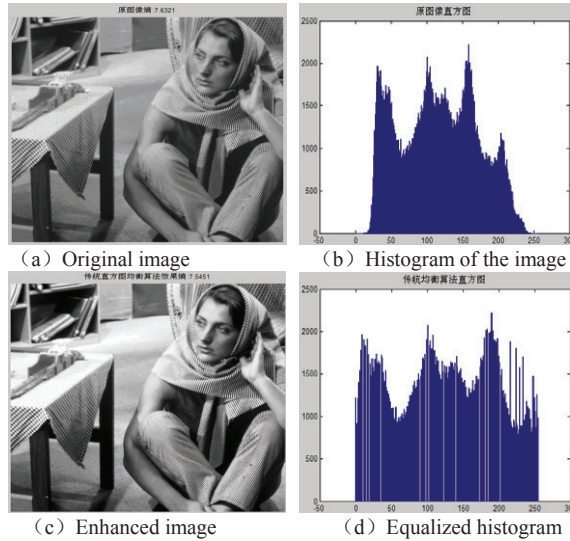 原图像熵:7.6321
原图像直方图
2500
2000
1500
1000
500
0
-50 0 50 100 150 200 250 300
(a) Original image
(b) Histogram of the image
传统直方图均衡算法效果熵:7.5451
传统均衡算法直方图
2500
2000
1500
1000
500
0
-50 0 50 100 150 200 250 300
(c) Enhanced image
(d) Equalized histogram